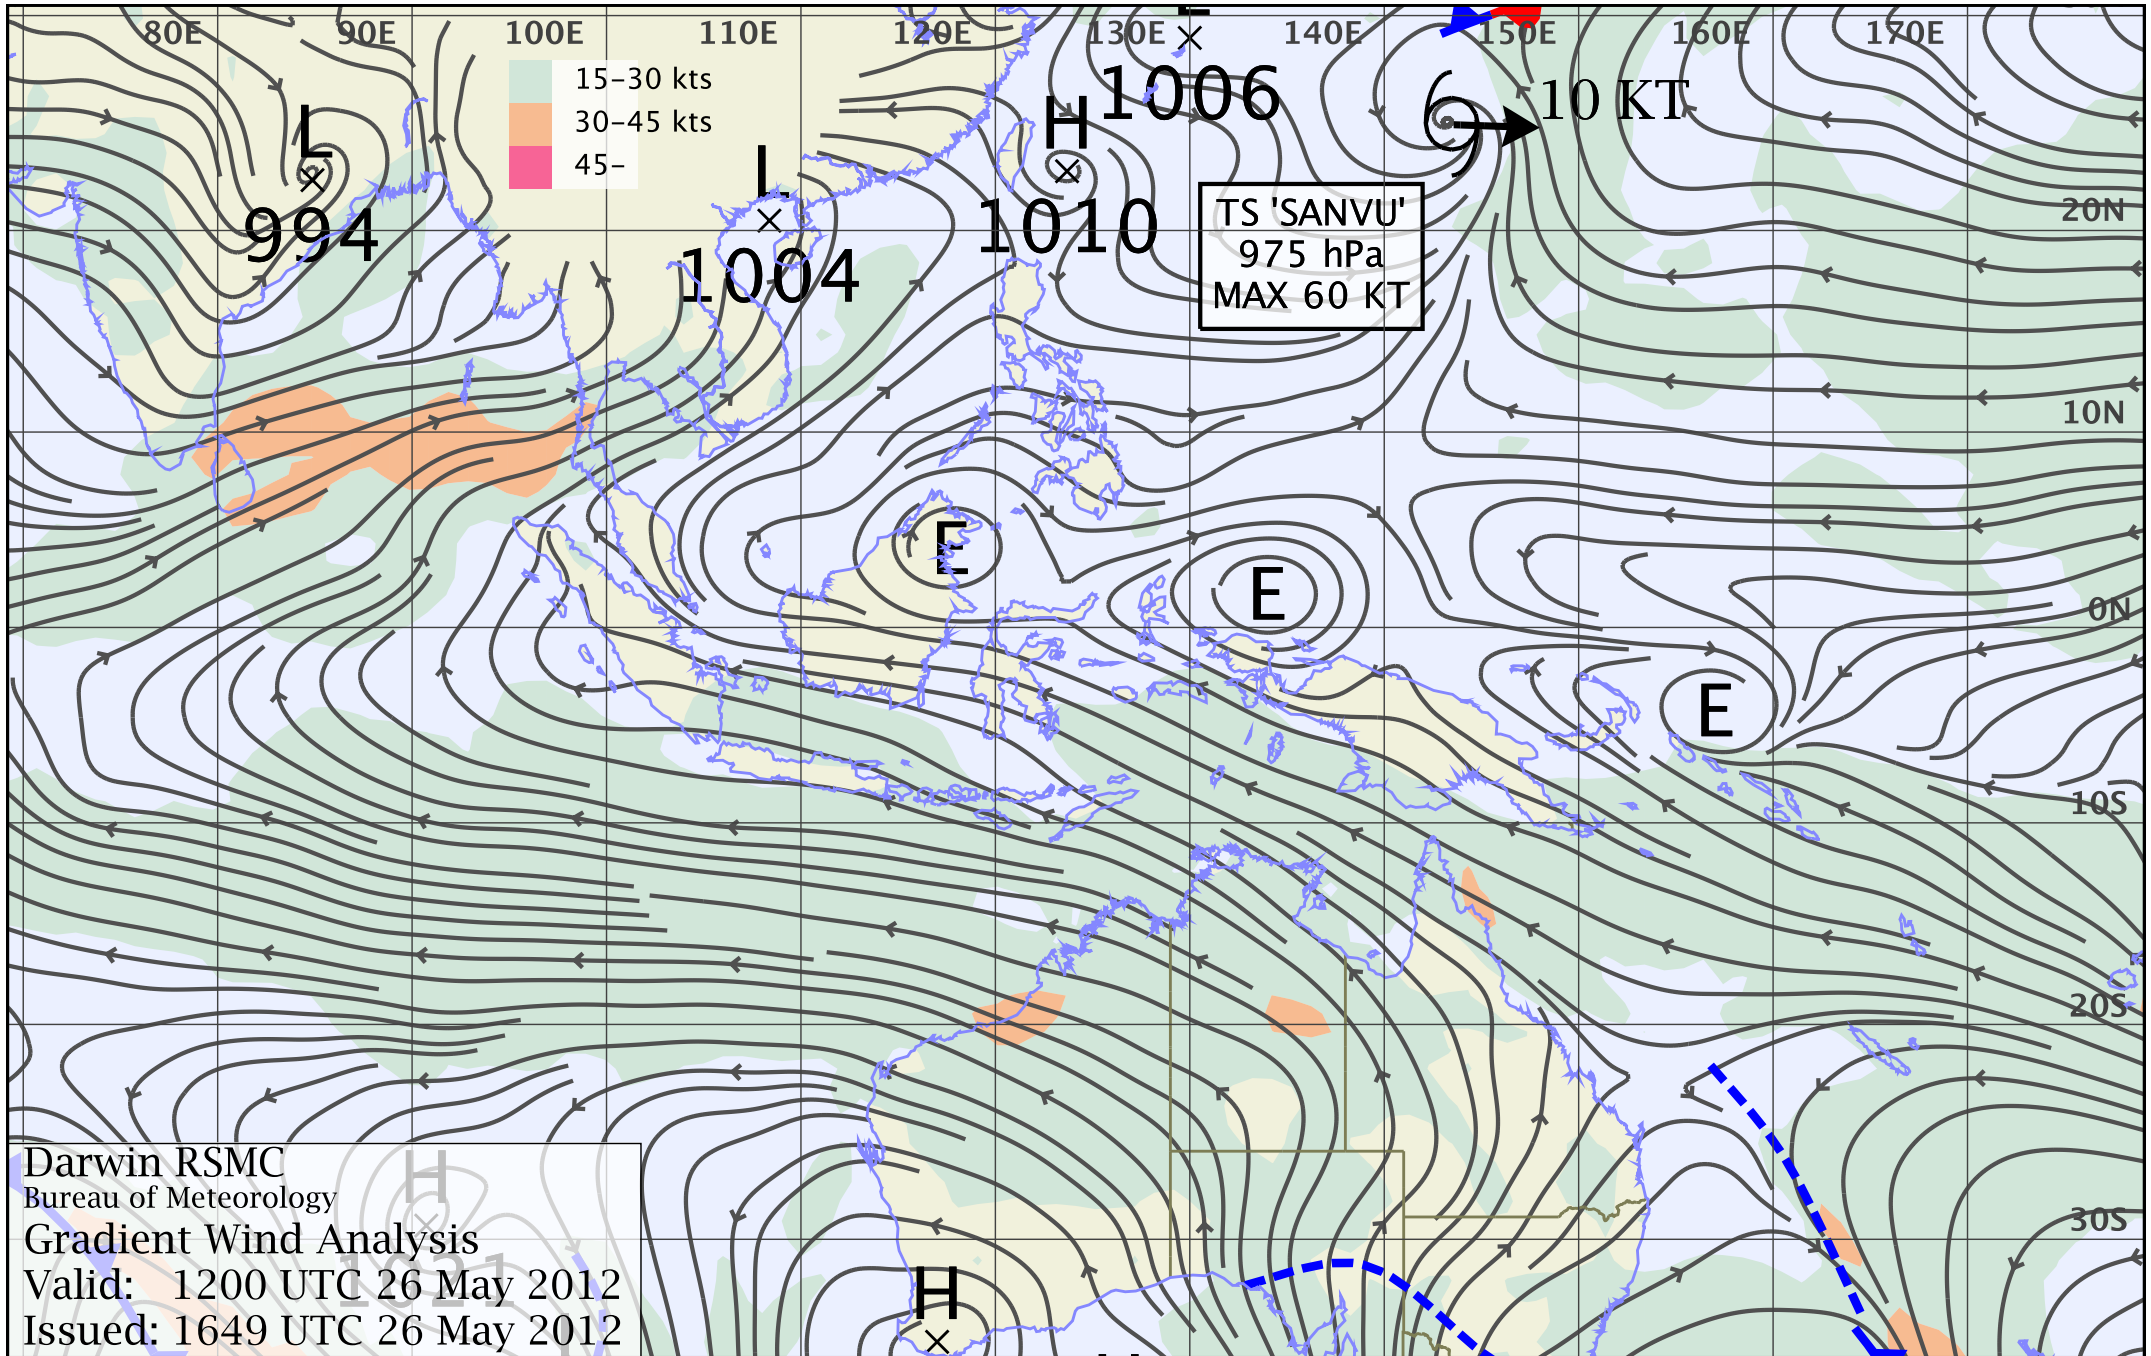 80E 90E 100E 110E 120E 130E 140E 150E 160E 170E
15-30 kts
30-45 kts
45-
L
1006
10 KT
H
L
994
L
1004
1010
TS 'SANVU'
975 hPa
MAX 60 KT
20N
10N
E
E
0N
E
10S
20S
30S
H
1021
H
Darwin RSMC
Bureau of Meteorology
Gradient Wind Analysis
Valid: 1200 UTC 26 May 2012
Issued: 1649 UTC 26 May 2012